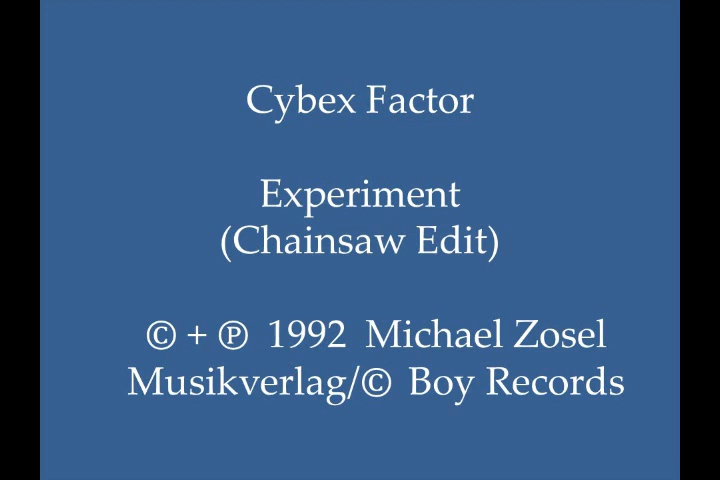 Cybex Factor
Experiment
(Chainsaw Edit)
© + ℗ 1992 Michael Zosel
Musikverlag/© Boy Records